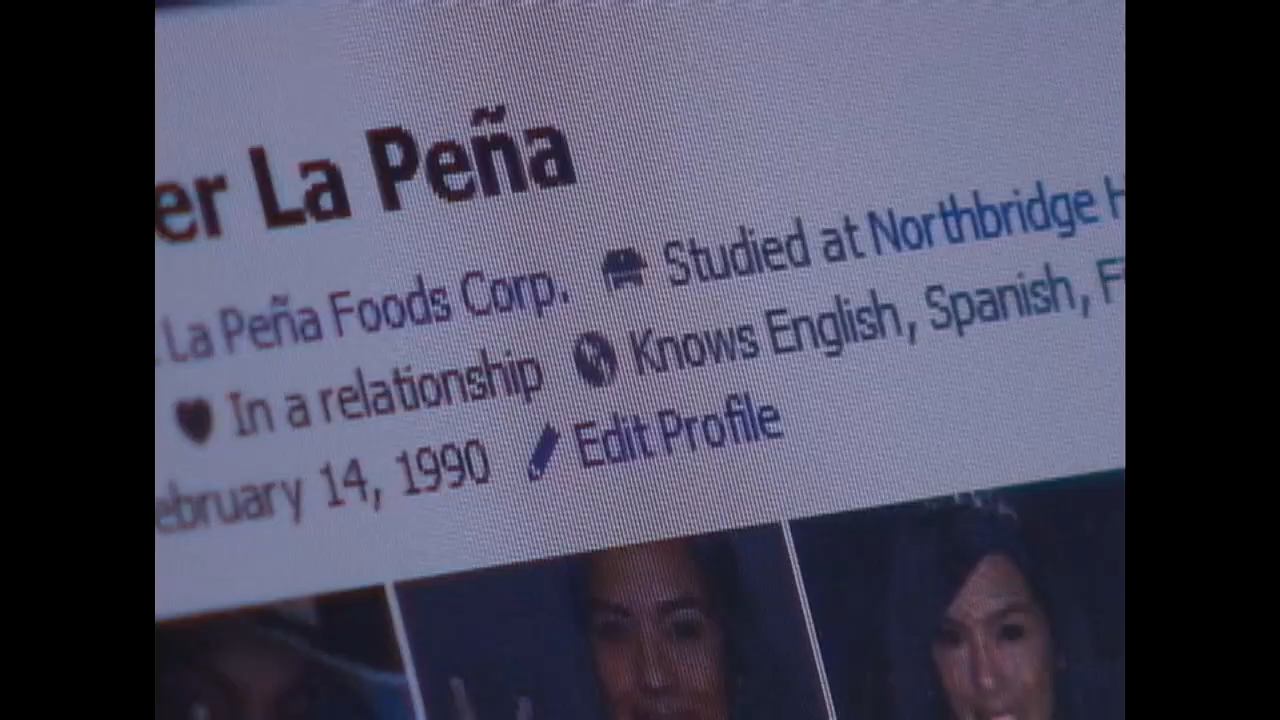 er La Peña
La Peña Foods Corp. Studied at Northbridge H
In a relationship Knows English, Spanish, F
ebruary 14, 1990 Edit Profile